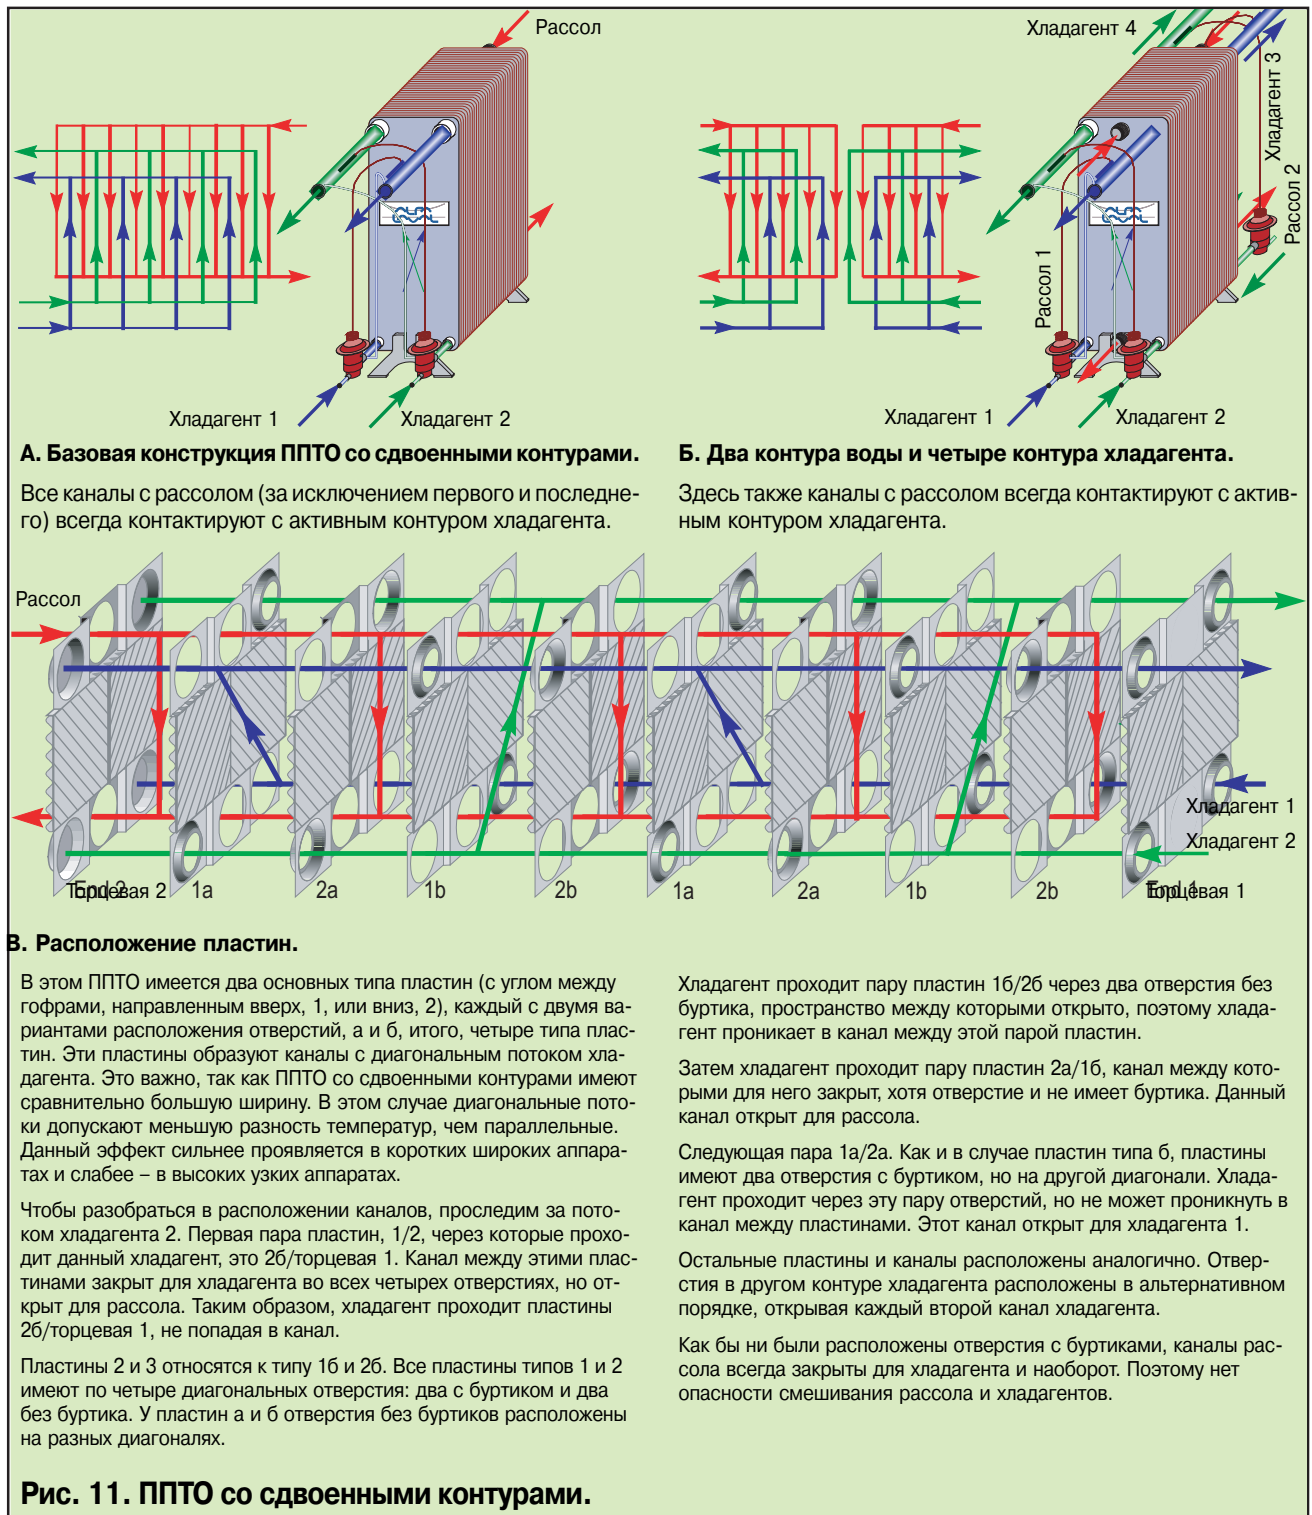 Рассол
Хладагент 1
Хладагент 2
Хладагент 4
Хладагент 3
Рассол 2
Рассол 1
Хладагент 1
Хладагент 2
А. Базовая конструкция ППТО со сдвоенными контурами.
Все каналы с рассолом (за исключением первого и последне-
го) всегда контактируют с активным контуром хладагента.
Б. Два контура воды и четыре контура хладагента.
Здесь также каналы с рассолом всегда контактируют с актив-
ным контуром хладагента.
Рассол
Хладагент 1
Хладагент 2
Торцевая 2
End 2
1a
2a
1b
2b
1a
2a
1b
2b
End 1
Торцевая 1
В. Расположение пластин.
В этом ППТО имеется два основных типа пластин (с углом между
гофрами, направленным вверх, 1, или вниз, 2), каждый с двумя ва-
риантами расположения отверстий, а и б, итого, четыре типа плас-
тин. Эти пластины образуют каналы с диагональным потоком хла-
дагента. Это важно, так как ППТО со сдвоенными контурами имеют
сравнительно большую ширину. В этом случае диагональные пото-
ки допускают меньшую разность температур, чем параллельные.
Данный эффект сильнее проявляется в коротких широких аппара-
тах и слабее – в высоких узких аппаратах.
Чтобы разобраться в расположении каналов, проследим за пото-
ком хладагента 2. Первая пара пластин, 1/2, через которые прохо-
дит данный хладагент, это 2б/торцевая 1. Канал между этими плас-
тинами закрыт для хладагента во всех четырех отверстиях, но от-
крыт для рассола. Таким образом, хладагент проходит пластины
2б/торцевая 1, не попадая в канал.
Пластины 2 и 3 относятся к типу 1б и 2б. Все пластины типов 1 и 2
имеют по четыре диагональных отверстия: два с буртиком и два
без буртика. У пластин а и б отверстия без буртиков расположены
на разных диагоналях.
Хладагент проходит пару пластин 1б/2б через два отверстия без
буртика, пространство между которыми открыто, поэтому хлада-
гент проникает в канал между этой парой пластин.
Затем хладагент проходит пару пластин 2а/1б, канал между кото-
рыми для него закрыт, хотя отверстие и не имеет буртика. Данный
канал открыт для рассола.
Следующая пара 1а/2а. Как и в случае пластин типа б, пластины
имеют два отверстия с буртиком, но на другой диагонали. Хлада-
гент проходит через эту пару отверстий, но не может проникнуть в
канал между пластинами. Этот канал открыт для хладагента 1.
Остальные пластины и каналы расположены аналогично. Отвер-
стия в другом контуре хладагента расположены в альтернативном
порядке, открывая каждый второй канал хладагента.
Как бы ни были расположены отверстия с буртиками, каналы рас-
сола всегда закрыты для хладагента и наоборот. Поэтому нет
опасности смешивания рассола и хладагентов.
Рис. 11. ППТО со сдвоенными контурами.